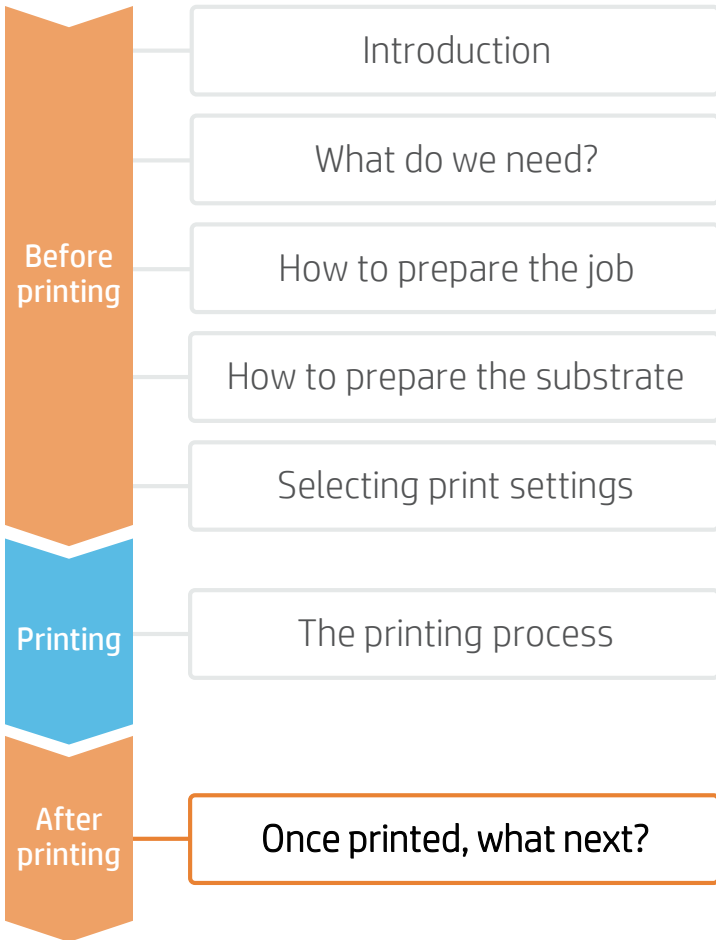 Introduction
What do we need?
Before
printing
How to prepare the job
How to prepare the substrate
Selecting print settings
Printing
The printing process
After
printing
Once printed, what next?